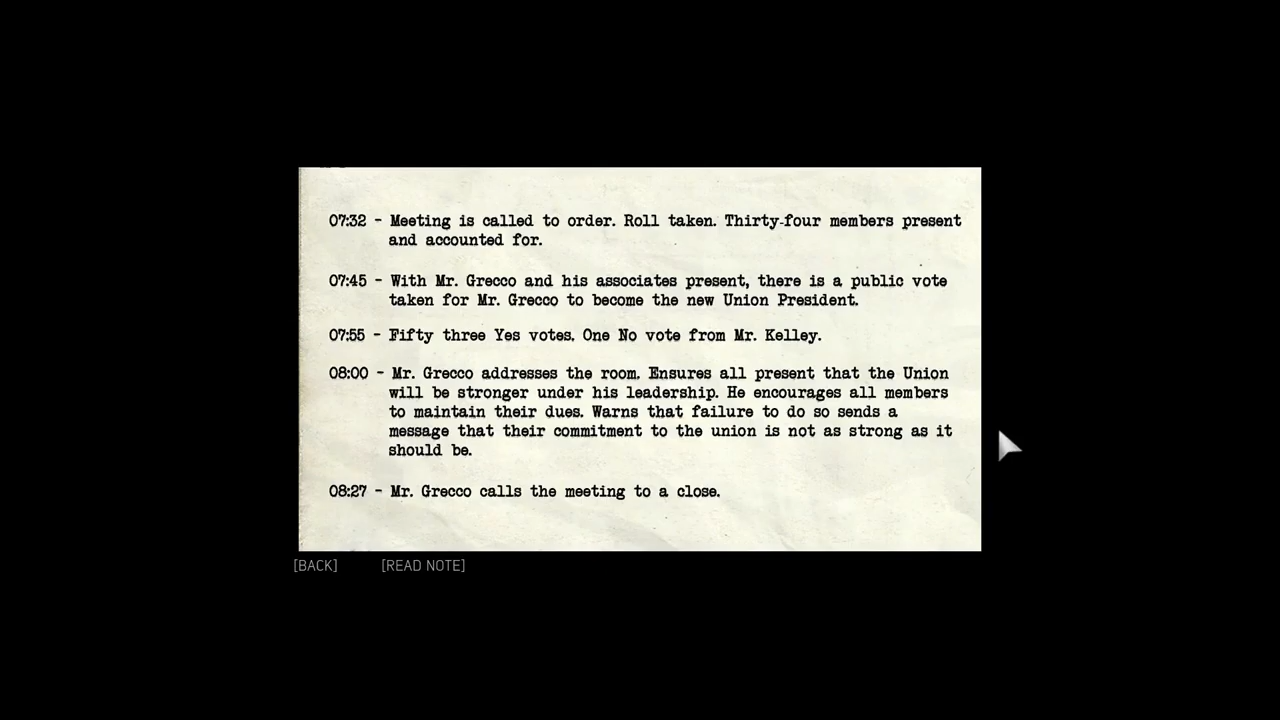 07:32 - Meeting is called to order. Roll taken. Thirty-four members present
and accounted for.
07:45 - With Mr. Grecco and his associates present, there is a public vote
taken for Mr. Grecco to become the new Union President.
07:55 - Fifty three Yes votes. One No vote from Mr. Kelley.
08:00 - Mr. Grecco addresses the room. Ensures all present that the Union
will be stronger under his leadership. He encourages all members
to maintain their dues. Warns that failure to do so sends a
message that their commitment to the union is not as strong as it
should be.
08:27 - Mr. Grecco calls the meeting to a close.
[BACK] [READ NOTE]